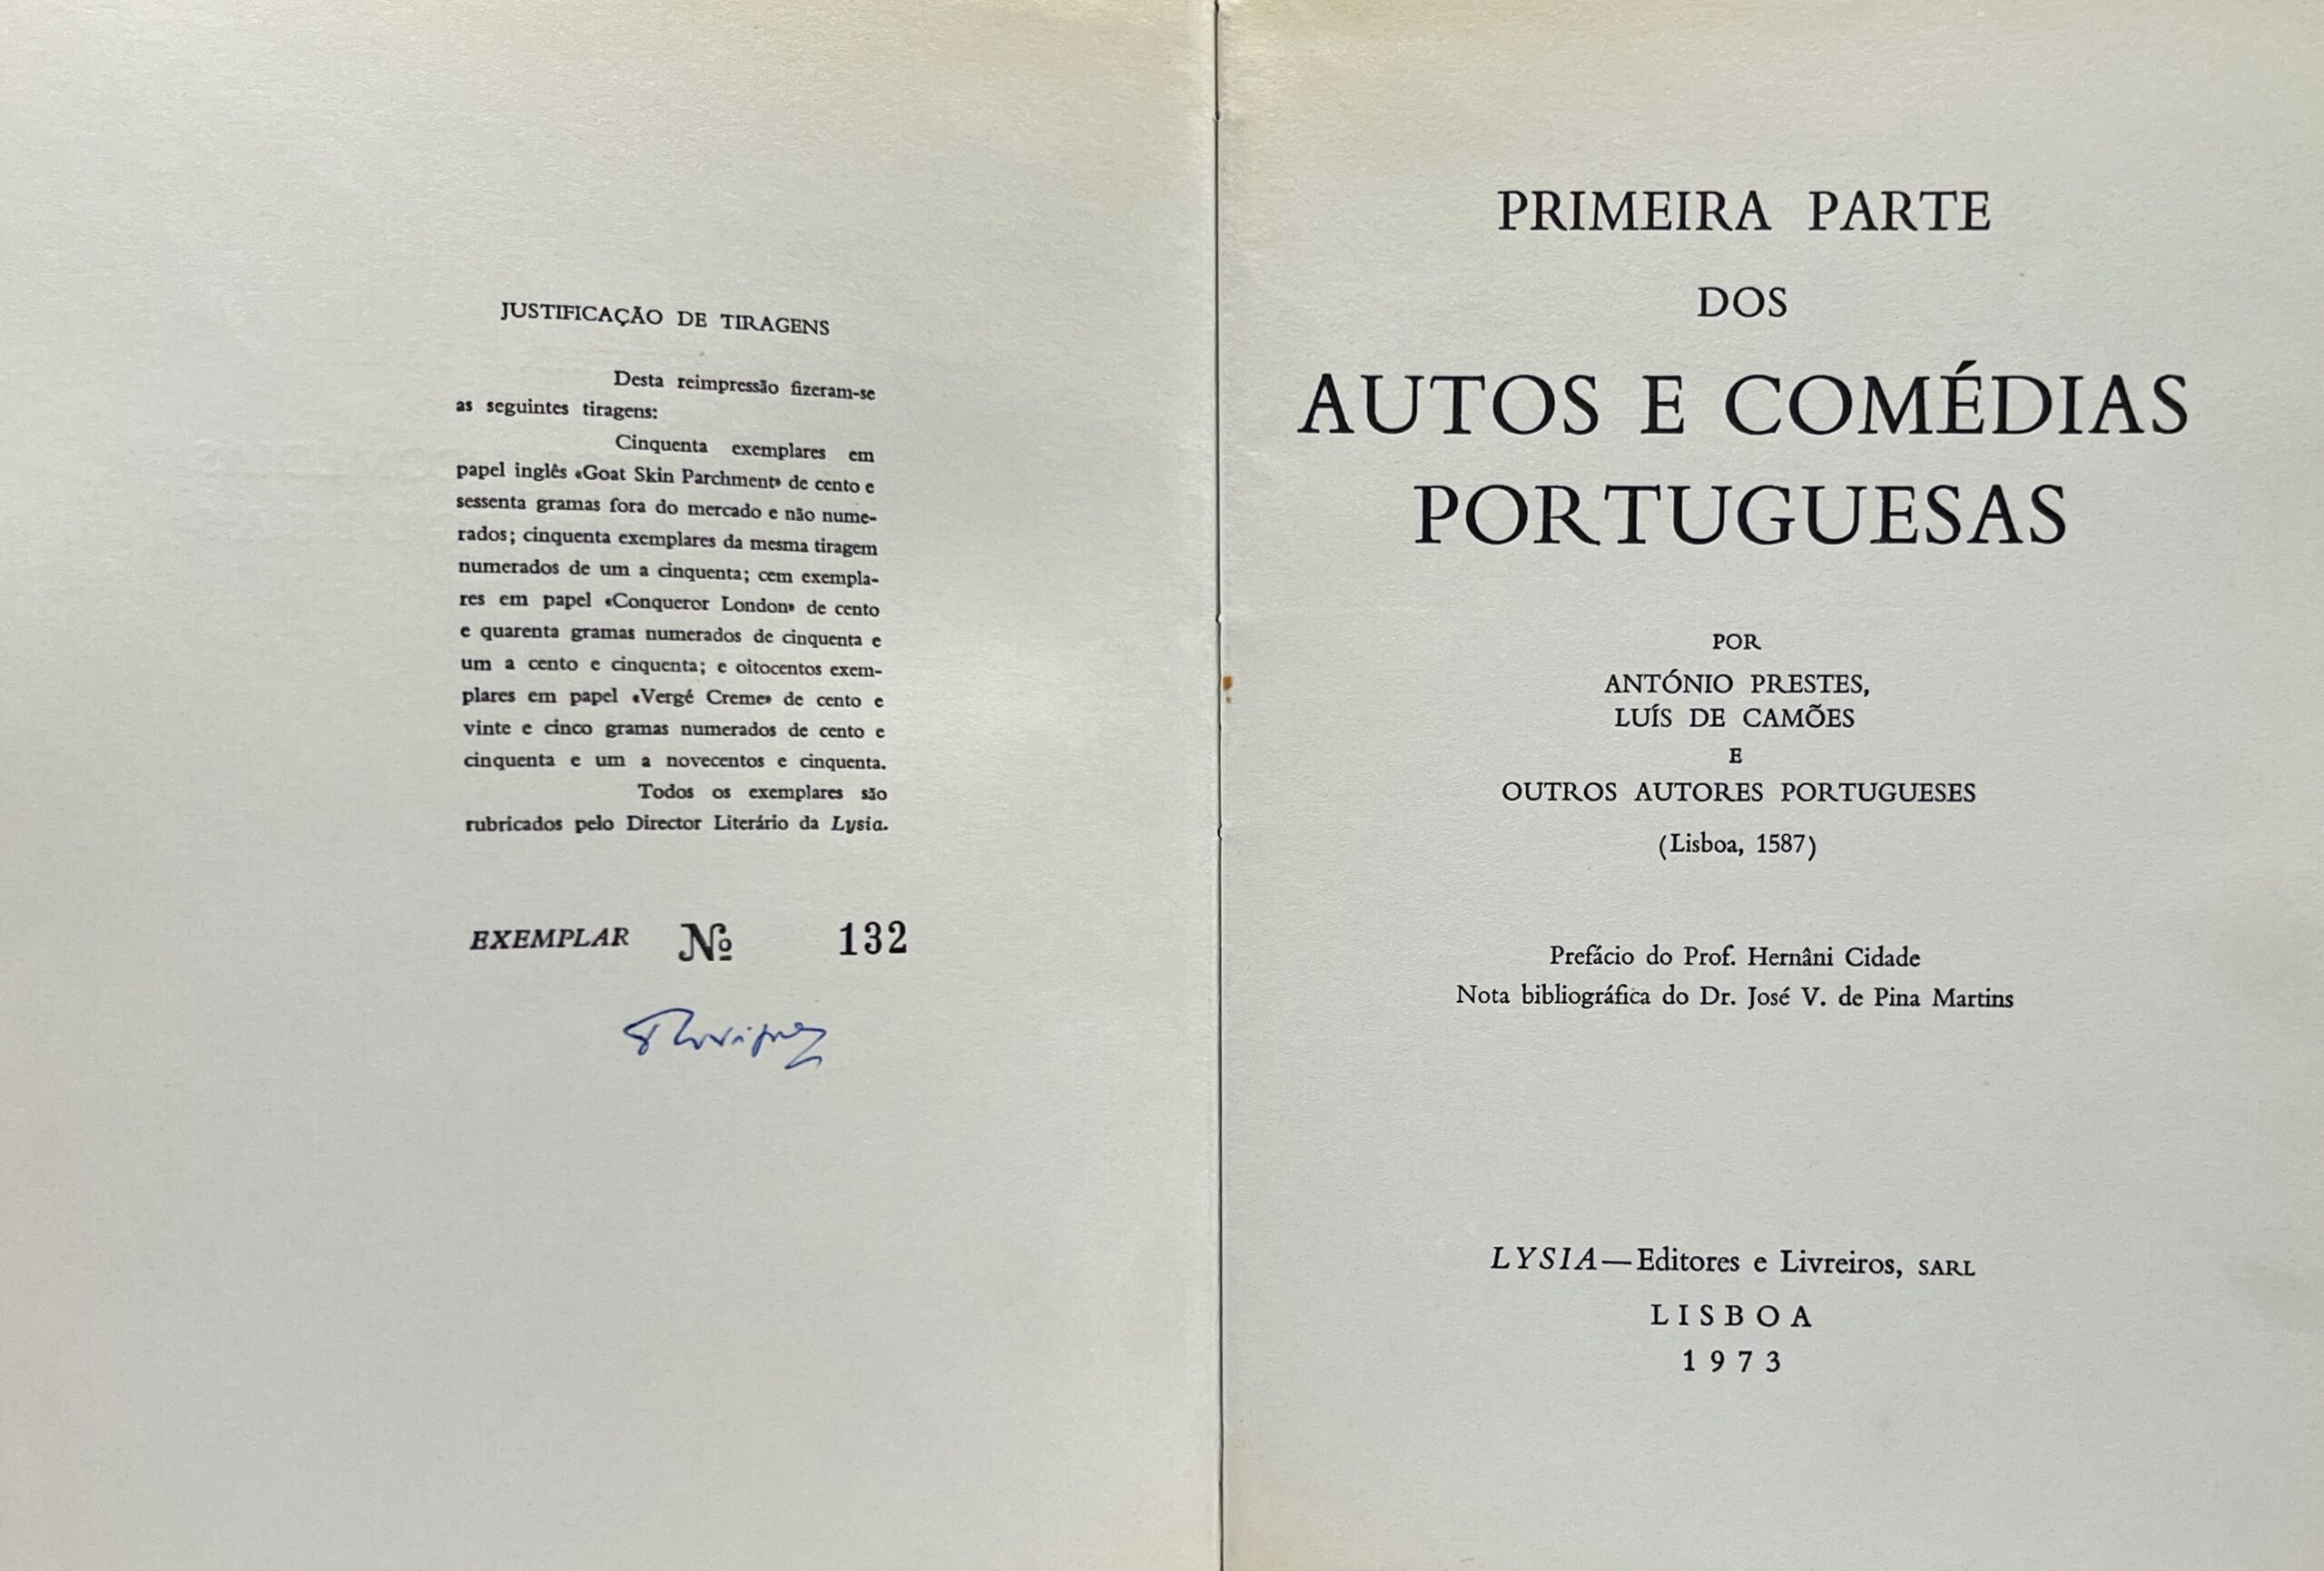 JUSTIFICAÇÃO DE TIRAGENS
Desta reimpressão fizeram-se
as seguintes tiragens:
Cinquenta exemplares em
papel inglês «Goat Skin Parchment» de cento e
sessenta gramas fora do mercado e não nume-
rados; cinquenta exemplares da mesma tiragem
numerados de um a cinquenta; cem exempla-
res em papel «Conqueror London» de cento
e quarenta gramas numerados de cinquenta e
um a cento e cinquenta; e oitocentos exem-
plares em papel «Vergé Creme» de cento e
vinte e cinco gramas numerados de cento e
cinquenta e um a novecentos e cinquenta.
Todos os exemplares são
rubricados pelo Director Literário da Lysia.
EXEMPLAR Nº 132
PRIMEIRA PARTE
DOS
AUTOS E COMÉDIAS
PORTUGUESAS
POR
ANTÓNIO PRESTES,
LUÍS DE CAMÕES
E
OUTROS AUTORES PORTUGUESES
(Lisboa, 1587)
Prefácio do Prof. Hernâni Cidade
Nota bibliográfica do Dr. José V. de Pina Martins
LYSIA—Editores e Livreiros, SARL
LISBOA
1973